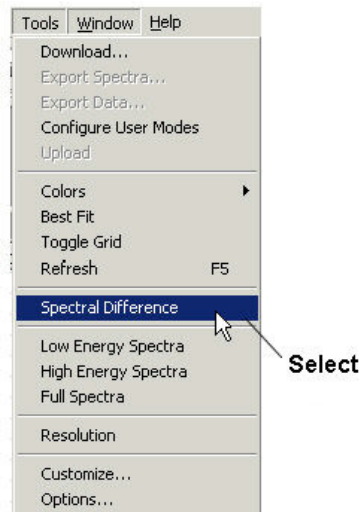 Tools Window Help
Download...
Export Spectra...
Export Data...
Configure User Modes
Upload
Colors
Best Fit
Toggle Grid
Refresh F5
Spectral Difference
Select
Low Energy Spectra
High Energy Spectra
Full Spectra
Resolution
Customize...
Options...